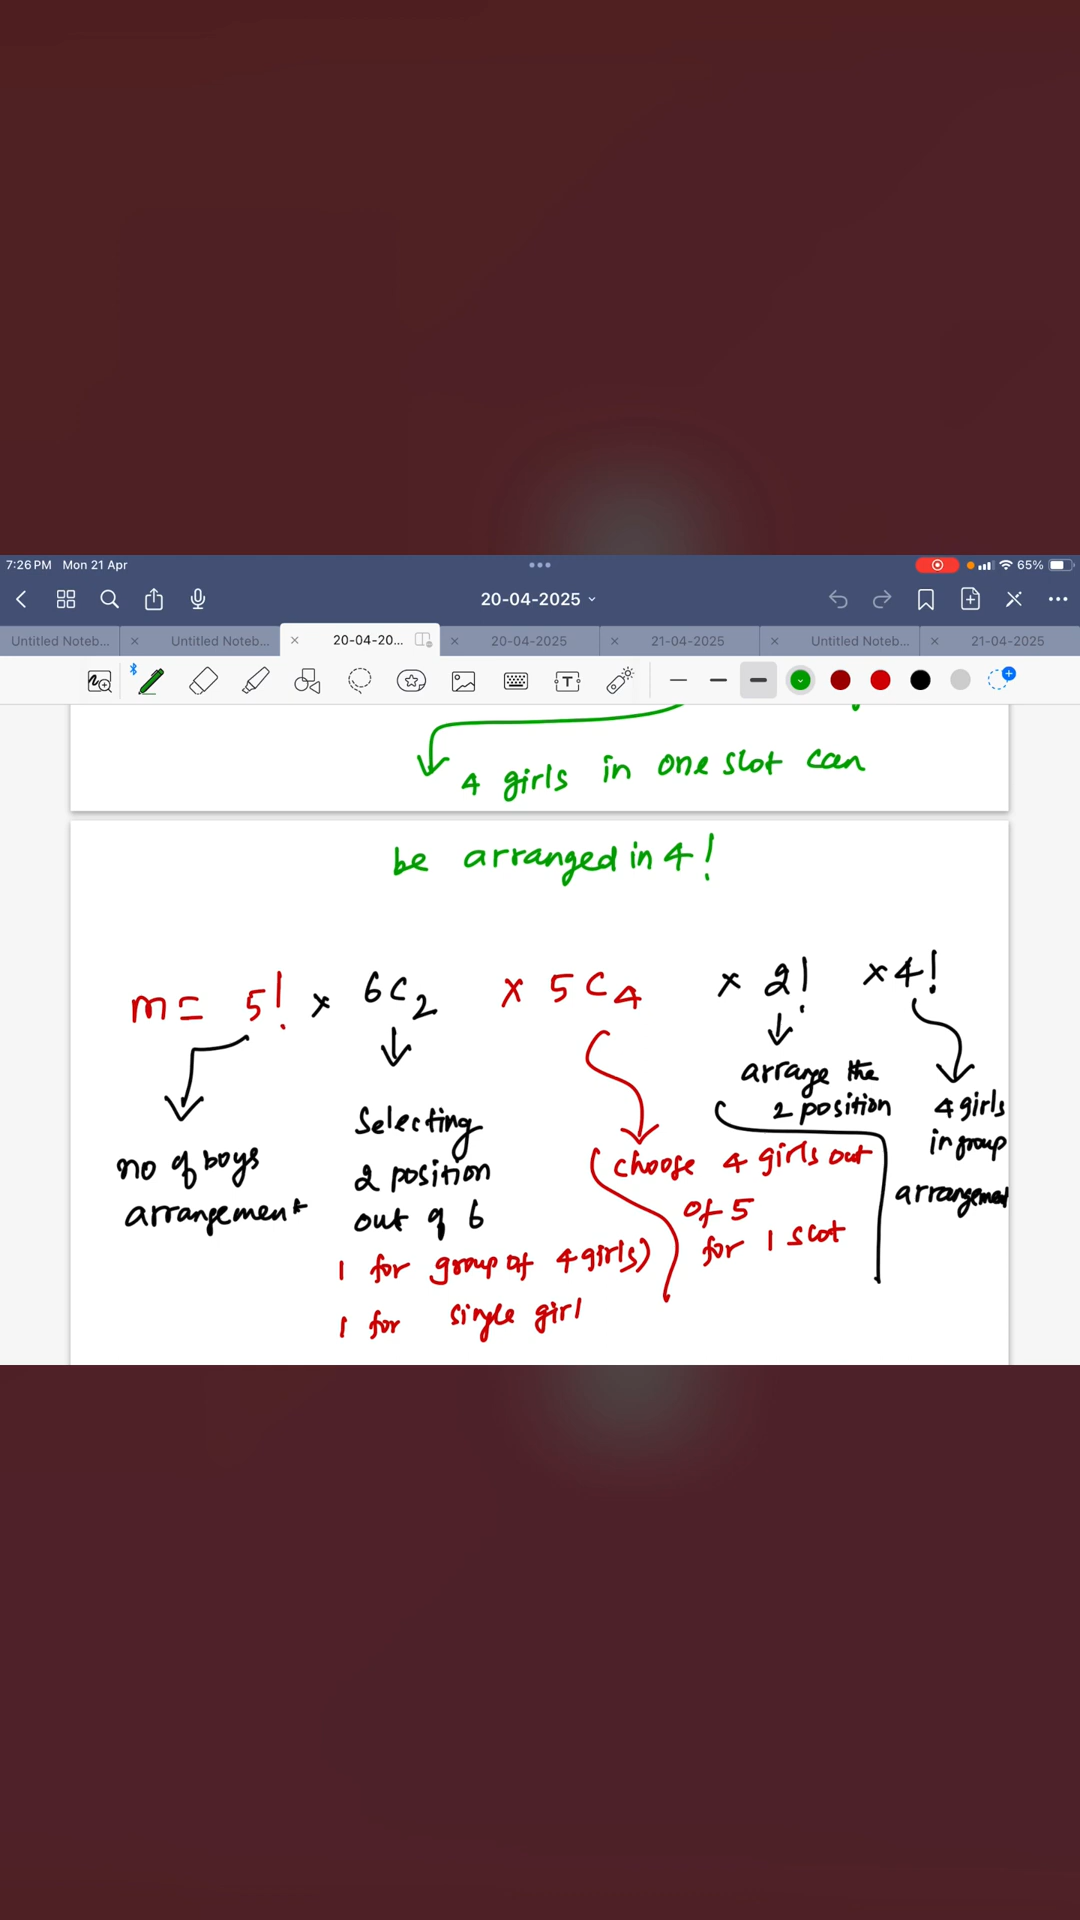 7:26 PM Mon 21 Apr
65%
20-04-2025
Untitled Noteb...
Untitled Noteb...
20-04-20...
20-04-2025
21-04-2025
Untitled Noteb...
21-04-2025
4 girls in one slot can
be arranged in 4!
m = 5! × 6C2 × 5C4 × 2! × 4!
no of boys
arrangement
Selecting
2 position
out of 6
1 for group of 4 girls)
1 for single girl
(choose 4 girls out
of 5
for 1 slot
arrange the
2 position
4 girls
in group
arrangement